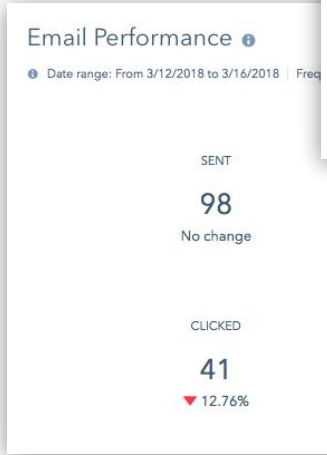 Email Performance
Date range: From 3/12/2018 to 3/16/2018
SENT
98
No change
CLICKED
41
▼ 12.76%